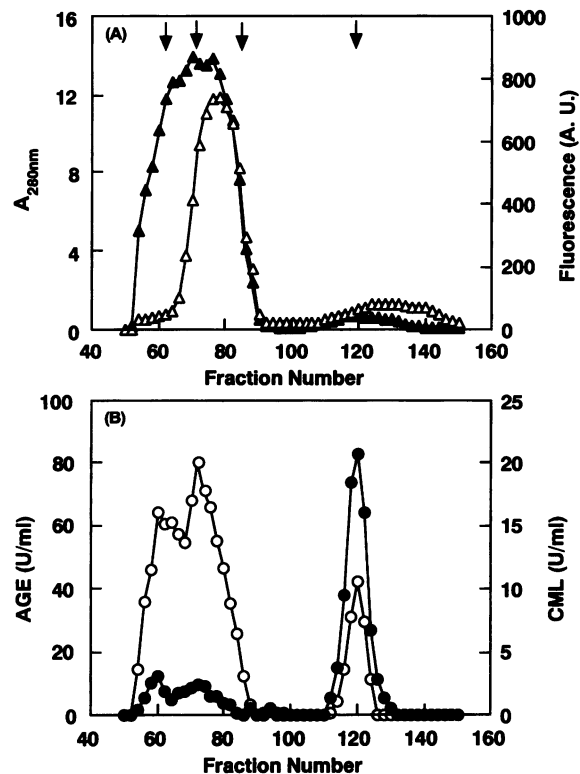 (A)
16
12
8
4
0
A280nm
1000
800
600
400
200
0
Fluorescence (A. U.)
40 60 80 100 120 140 160
Fraction Number
(B)
100
80
60
40
20
0
AGE (U/ml)
25
20
15
10
5
0
CML (U/ml)
40 60 80 100 120 140 160
Fraction Number